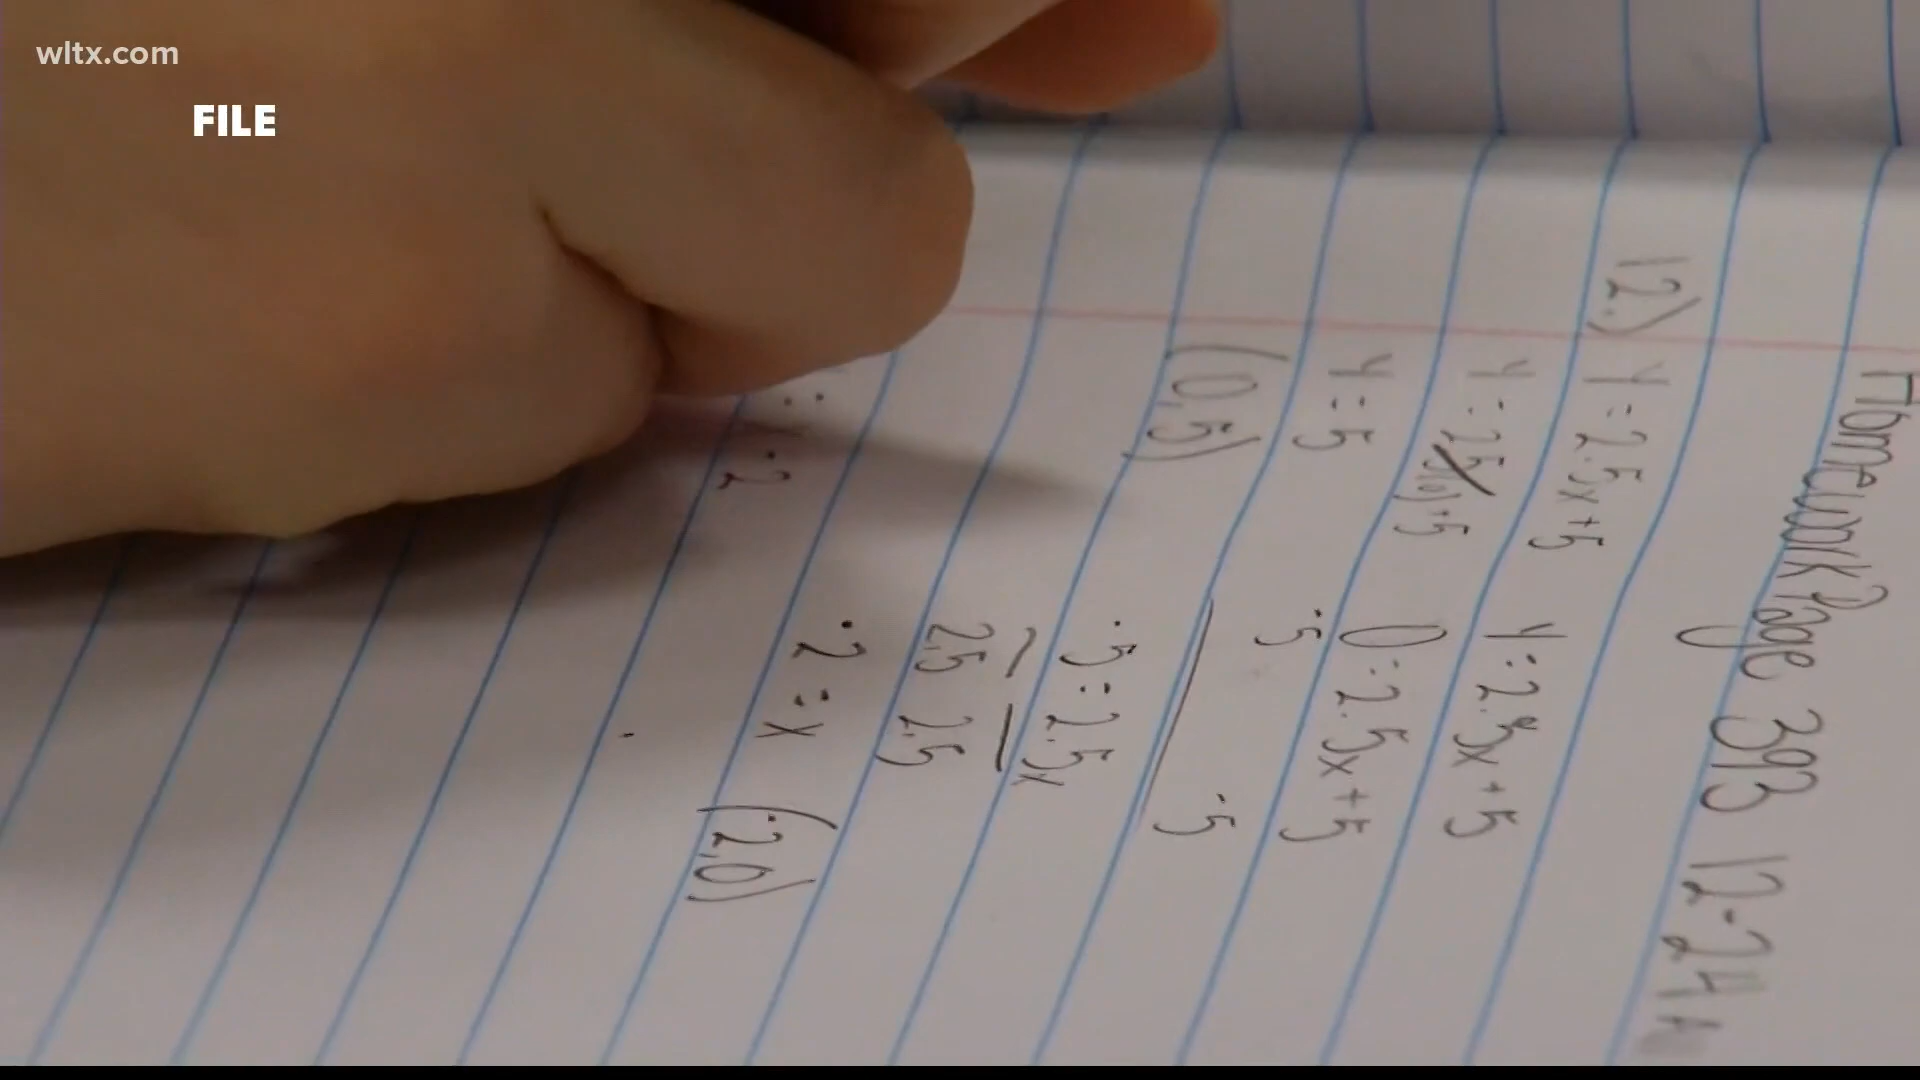 wltx.com
FILE
Homework Page 393 12-24
12.) y = 2.5x + 5
y = 2.5(0) + 5
y = 5
(0, 5)
y = 2.5x + 5
0 = 2.5x + 5
-5 -5
-5 = 2.5x
2.5 2.5
-2 = x (-2, 0)
-2